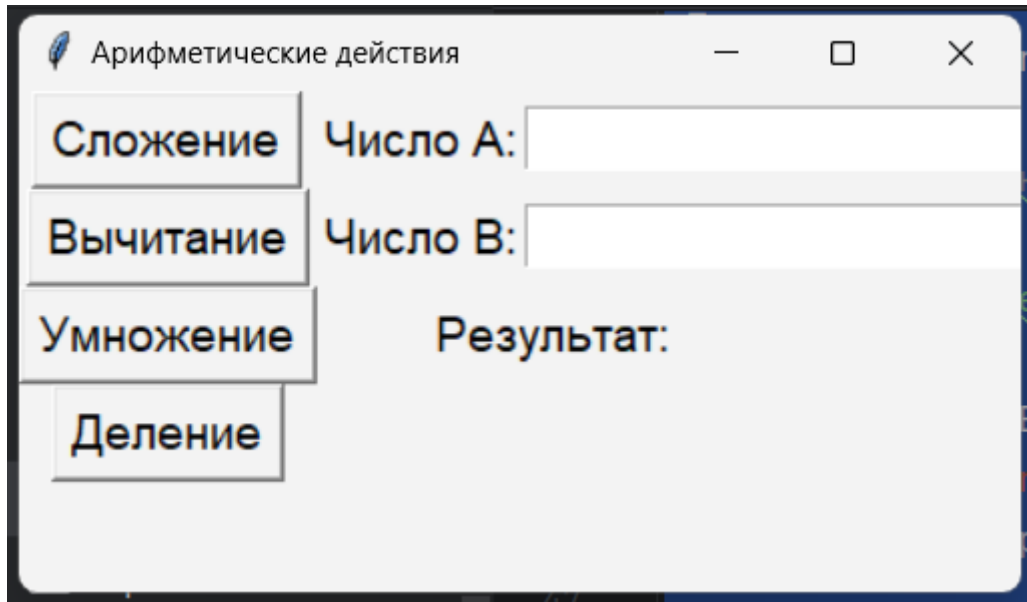 Арифметические действия
Сложение Число А:
Вычитание Число В:
Умножение Результат:
Деление